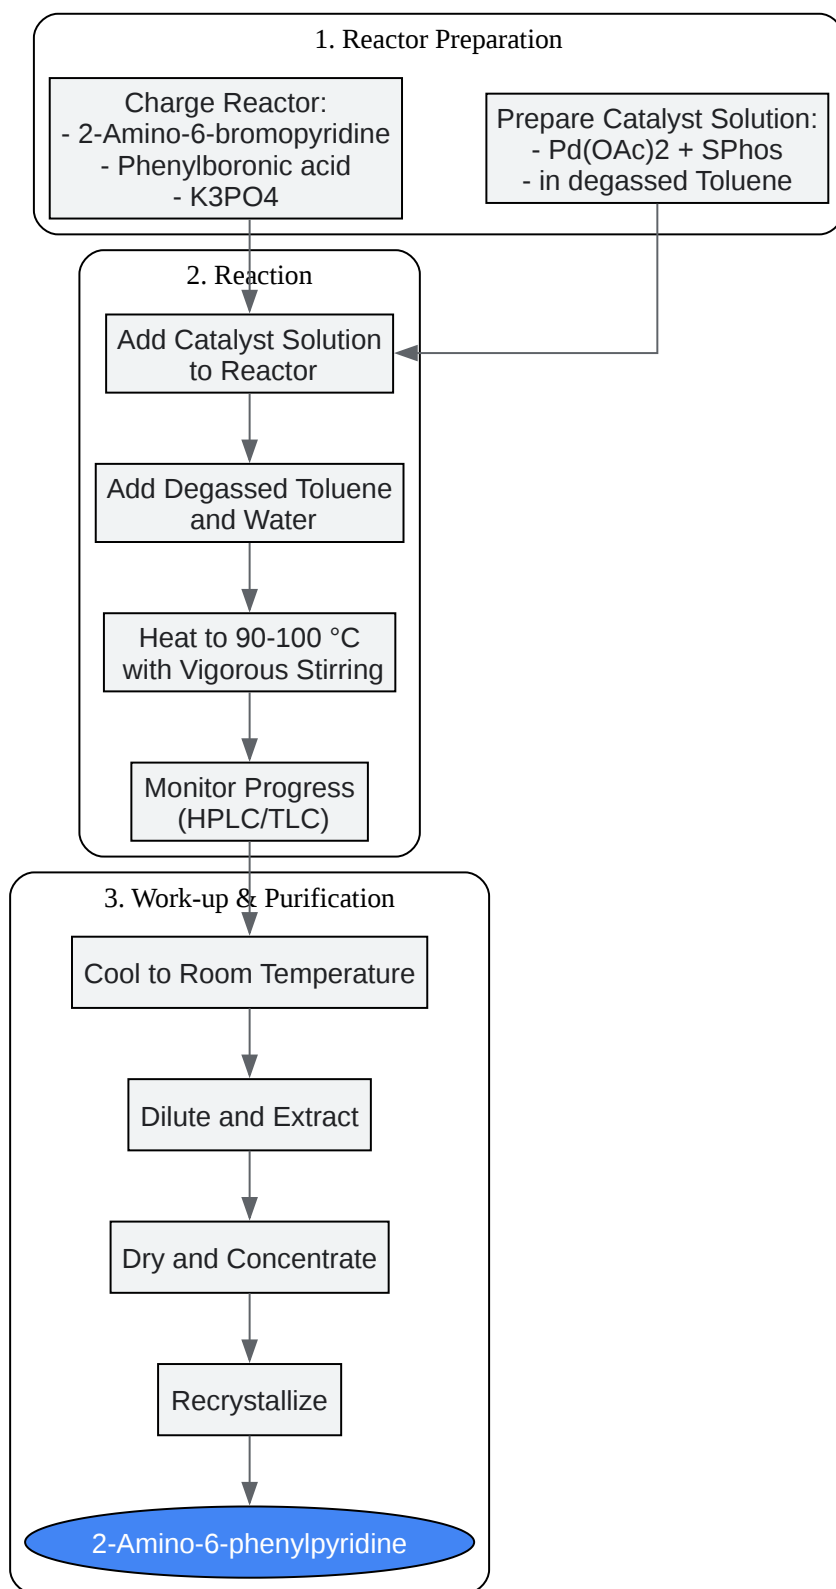 1. Reactor Preparation
Charge Reactor:
- 2-Amino-6-bromopyridine
- Phenylboronic acid
- K3PO4
Prepare Catalyst Solution:
- Pd(OAc)2 + SPhos
- in degassed Toluene
2. Reaction
Add Catalyst Solution
to Reactor
Add Degassed Toluene
and Water
Heat to 90-100 °C
with Vigorous Stirring
Monitor Progress
(HPLC/TLC)
3. Work-up & Purification
Cool to Room Temperature
Dilute and Extract
Dry and Concentrate
Recrystallize
2-Amino-6-phenylpyridine